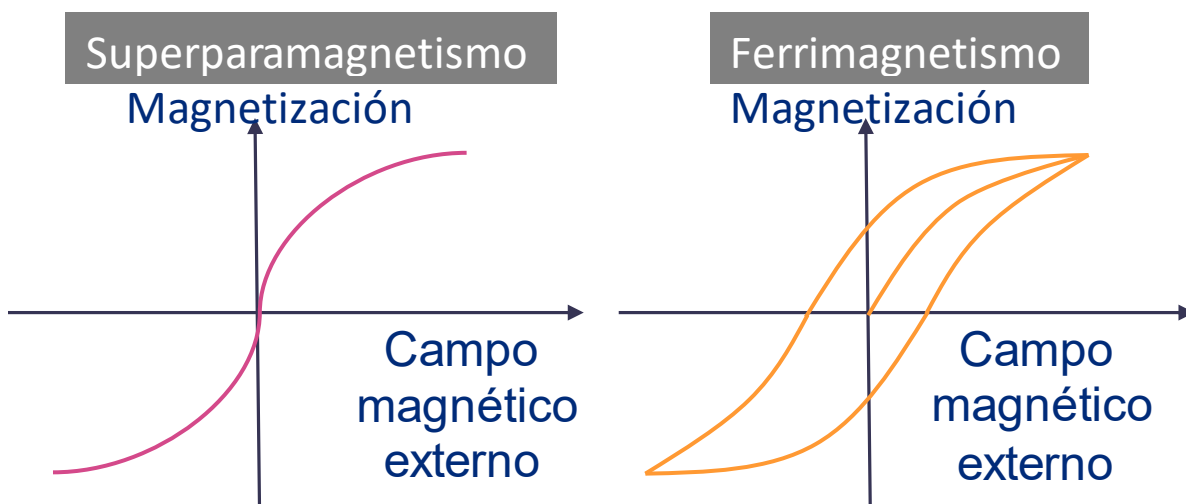 Superparamagnetismo
Magnetización
Campo
magnético
externo
Ferrimagnetismo
Magnetización
Campo
magnético
externo